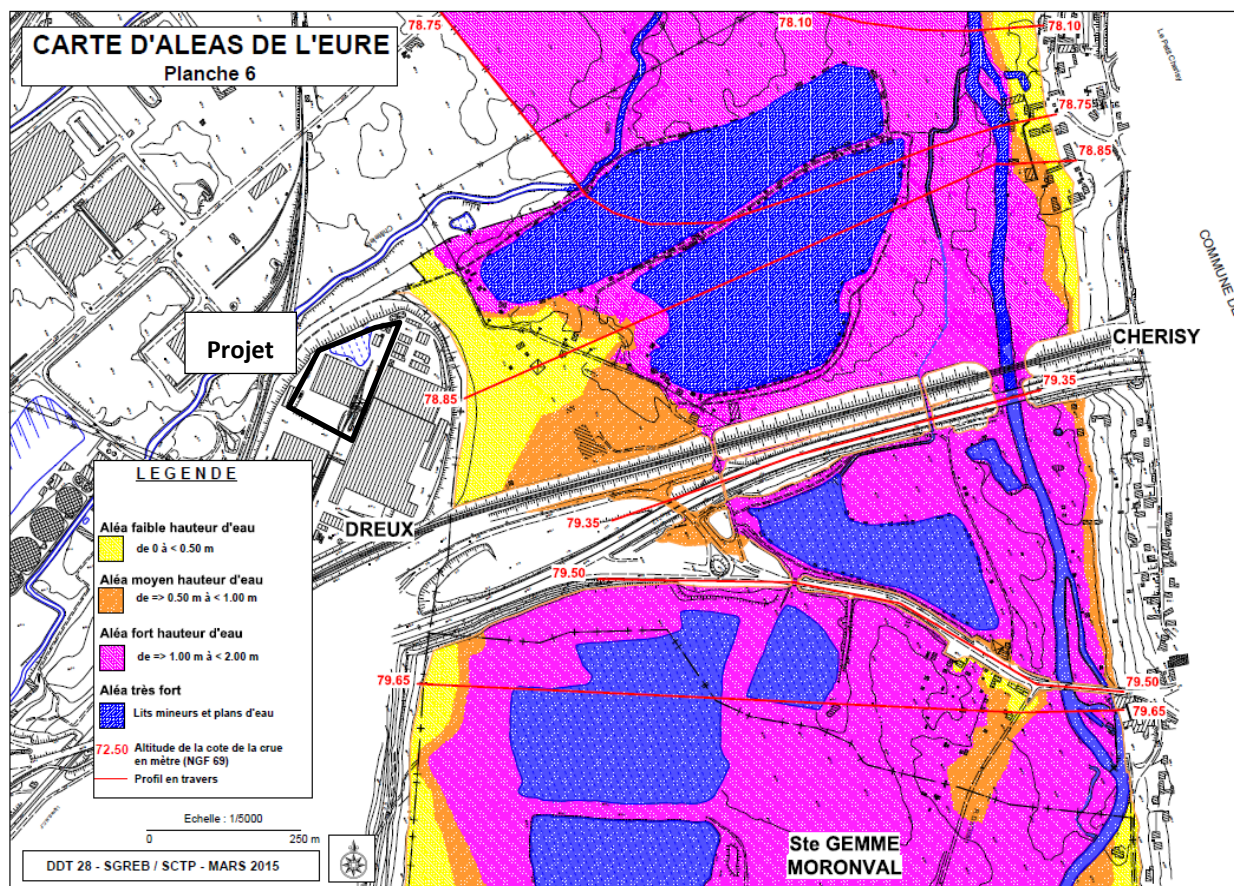 CARTE D'ALEAS DE L'EURE
Planche 6
78.75
78.10
78.10
Le Petit Cherisy
78.75
78.85
Projet
78.85
CHERISY
79.35
79.35
DREUX
79.50
79.65
79.50
79.65
LEGENDE
Aléa faible hauteur d'eau
de 0 à < 0.50 m
Aléa moyen hauteur d'eau
de => 0.50 m à < 1.00 m
Aléa fort hauteur d'eau
de => 1.00 m à < 2.00 m
Aléa très fort
Lits mineurs et plans d'eau
72.50 Altitude de la cote de la crue
en mètre (NGF 69)
Profil en travers
Echelle : 1/5000
0 250 m
DDT 28 - SGREB / SCTP - MARS 2015
Ste GEMME
MORONVAL
COMMUNE